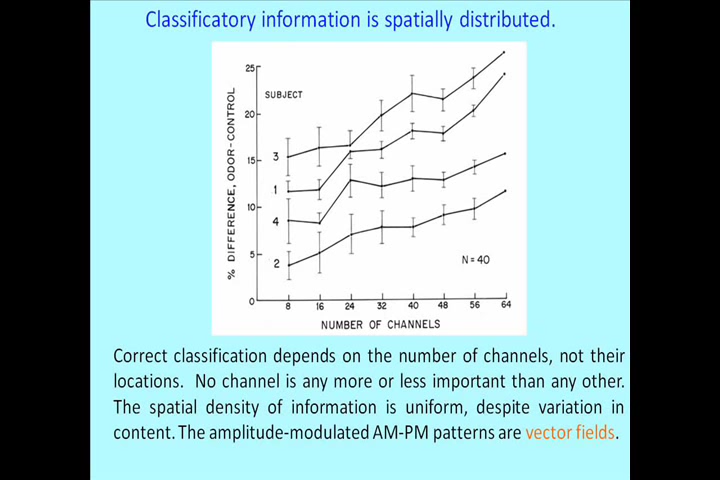 Classificatory information is spatially distributed.
25
SUBJECT
20
3
15
1
4
10
5
2
N = 40
0
8 16 24 32 40 48 56 64
% DIFFERENCE, ODOR-CONTROL
NUMBER OF CHANNELS
Correct classification depends on the number of channels, not their
locations. No channel is any more or less important than any other.
The spatial density of information is uniform, despite variation in
content. The amplitude-modulated AM-PM patterns are vector fields.